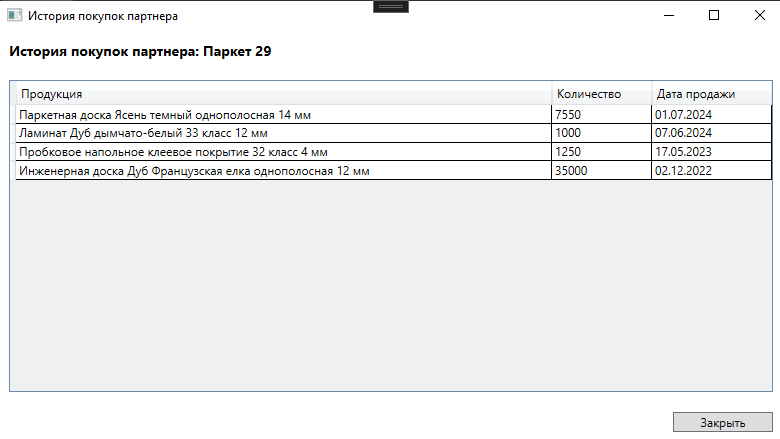 История покупок партнера
История покупок партнера: Паркет 29
Продукция Количество Дата продажи
Паркетная доска Ясень темный однополосная 14 мм 7550 01.07.2024
Ламинат Дуб дымчато-белый 33 класс 12 мм 1000 07.06.2024
Пробковое напольное клеевое покрытие 32 класс 4 мм 1250 17.05.2023
Инженерная доска Дуб Французская елка однополосная 12 мм 35000 02.12.2022
Закрыть